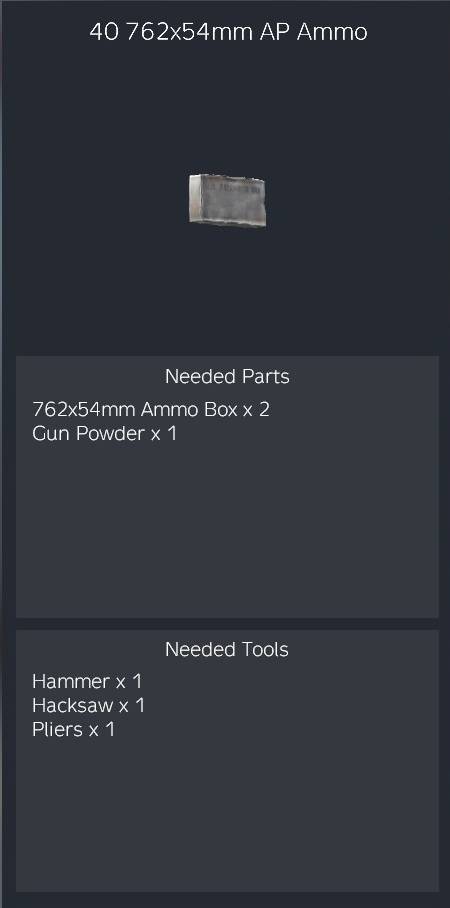 40 762x54mm AP Ammo
Needed Parts
762x54mm Ammo Box x 2
Gun Powder x 1
Needed Tools
Hammer x 1
Hacksaw x 1
Pliers x 1